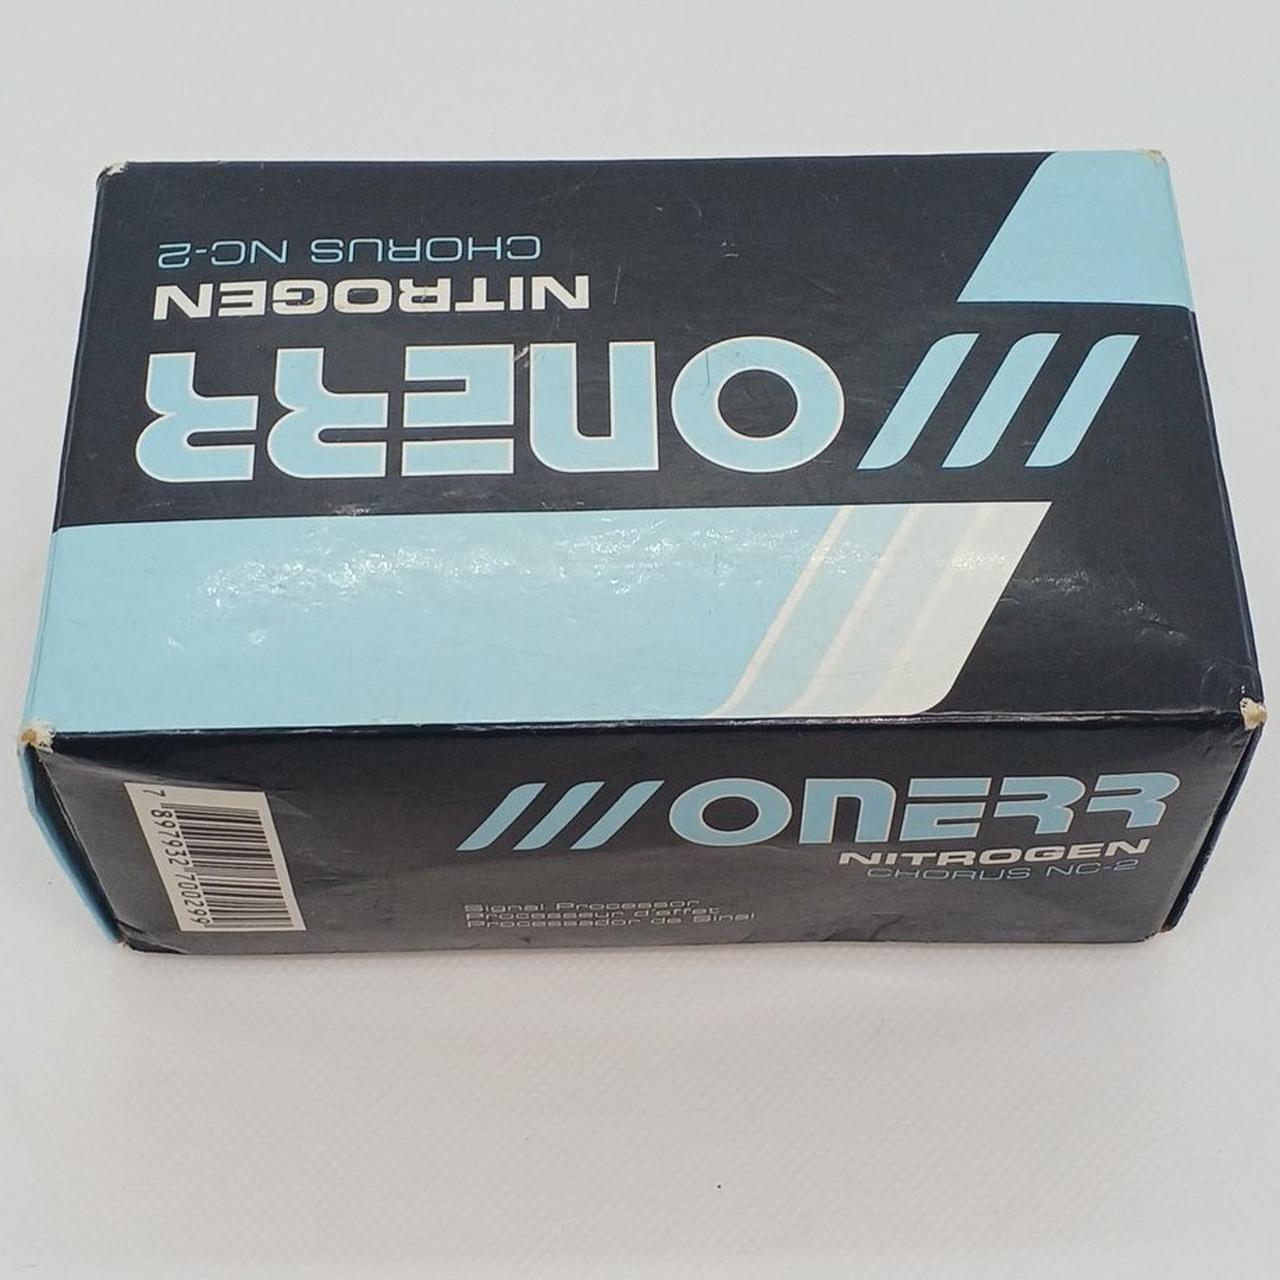 ONERR
NITROGEN
CHORUS NC-2
ONERR
NITROGEN
CHORUS NC-2
Signal Processor
Processeur d'effet
Processador de Sinal
7 897932 700299